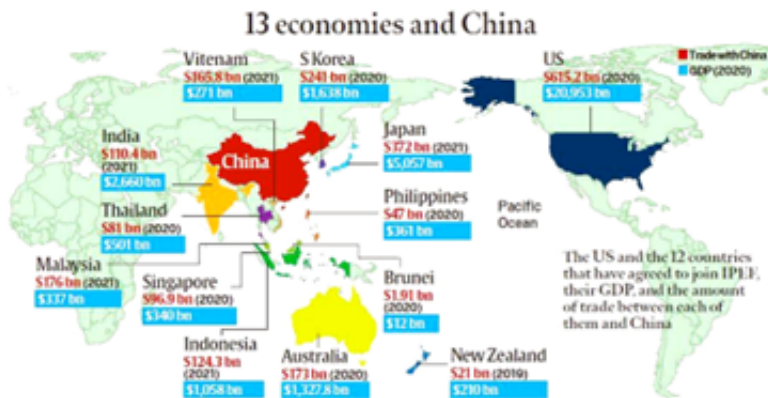 13 economies and China
Vitenam
$165.8 bn (2021)
$271 bn
S Korea
$241 bn (2020)
$1,638 bn
US
$615.2 bn (2020)
$20,953 bn
Trade with China
GDP (2020)
India
$110.4 bn
(2021)
$2,660 bn
China
Japan
$372 bn (2021)
$5,057 bn
Thailand
$81 bn (2020)
$501 bn
Philippines
$47 bn (2020)
$361 bn
Pacific
Ocean
Malaysia
$176 bn (2021)
$337 bn
Singapore
$96.9 bn (2020)
$340 bn
Brunei
$1.91 bn
(2020)
$12 bn
The US and the 12 countries
that have agreed to join IPEF,
their GDP, and the amount
of trade between each of
them and China
Indonesia
$124.3 bn
(2021)
$1,058 bn
Australia
$173 bn (2020)
$1,327.8 bn
New Zealand
$21 bn (2019)
$210 bn